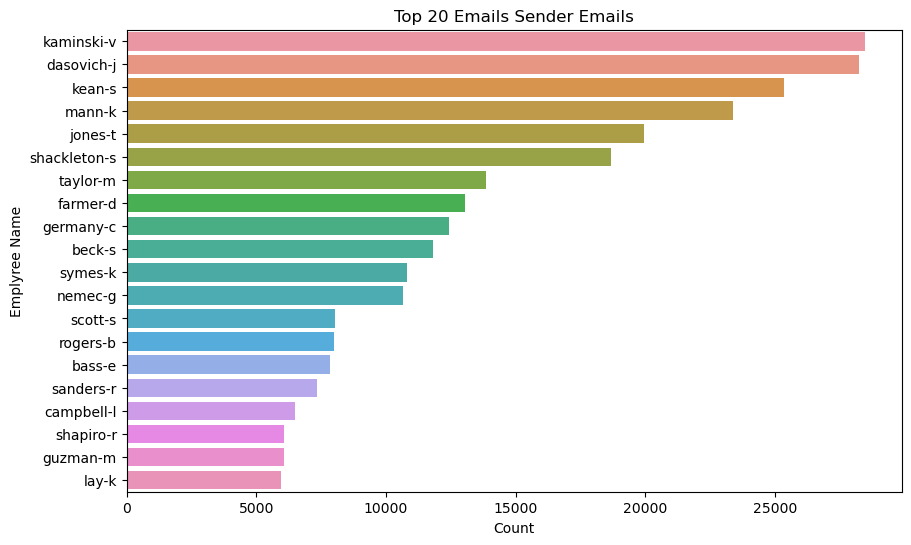 Top 20 Emails Sender Emails
Emplyree Name
kaminski-v
dasovich-j
kean-s
mann-k
jones-t
shackleton-s
taylor-m
farmer-d
germany-c
beck-s
symes-k
nemec-g
scott-s
rogers-b
bass-e
sanders-r
campbell-l
shapiro-r
guzman-m
lay-k
0 5000 10000 15000 20000 25000
Count